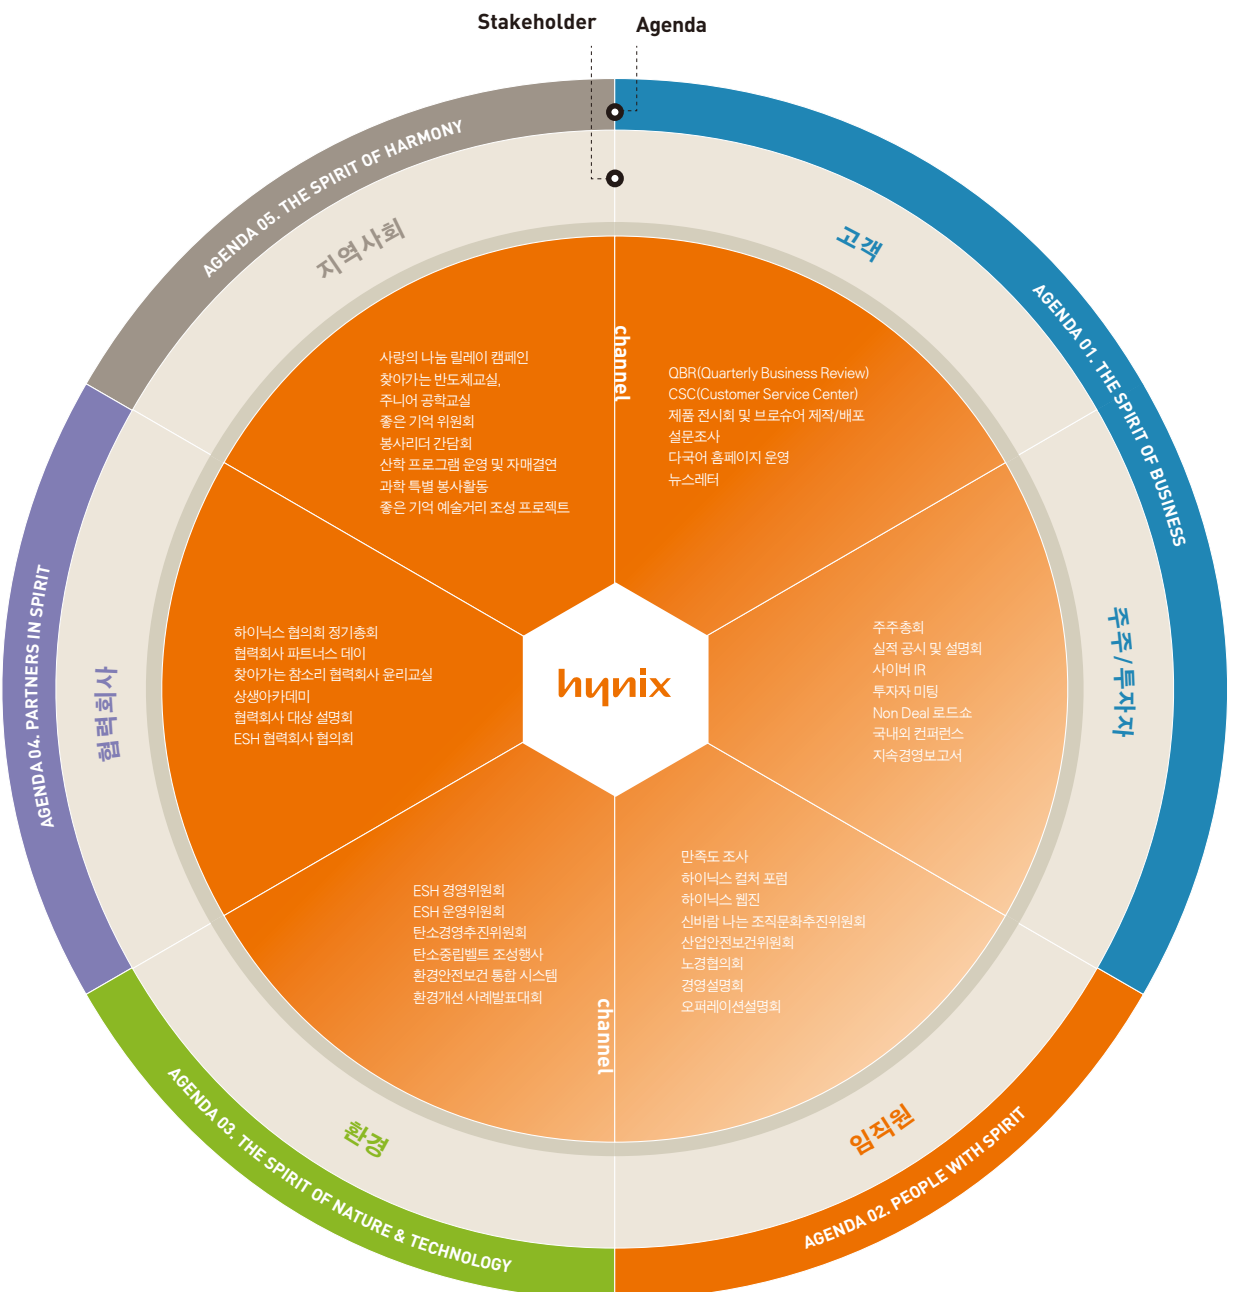 Stakeholder
Agenda
AGENDA 05. THE SPIRIT OF HARMONY
AGENDA 01. THE SPIRIT OF BUSINESS
지역사회
고객
channel
사랑의 나눔 릴레이 캠페인
찾아가는 반도체교실,
주니어 공학교실
좋은 기억 위원회
봉사리더 간담회
산학 프로그램 운영 및 자매결연
과학 특별 봉사활동
좋은 기억 예술거리 조성 프로젝트
QBR(Quarterly Business Review)
CSC(Customer Service Center)
제품 전시회 및 브로슈어 제작/배포
설문조사
다국어 홈페이지 운영
뉴스레터
AGENDA 04. PARTNERS IN SPIRIT
협력회사
하이닉스 협의회 정기총회
협력회사 파트너스 데이
찾아가는 참소리 협력회사 윤리교실
상생아카데미
협력회사 대상 설명회
ESH 협력회사 협의회
hynix
주주총회
실적 공시 및 설명회
사이버 IR
투자자 미팅
Non Deal 로드쇼
국내외 컨퍼런스
지속경영보고서
주주/투자자
ESH 경영위원회
ESH 운영위원회
탄소경영추진위원회
탄소중립벨트 조성행사
환경안전보건 통합 시스템
환경개선 사례발표대회
channel
만족도 조사
하이닉스 컬처 포럼
하이닉스 웹진
신바람 나는 조직문화추진위원회
산업안전보건위원회
노경협의회
경영설명회
오퍼레이션설명회
환경
임직원
AGENDA 03. THE SPIRIT OF NATURE & TECHNOLOGY
AGENDA 02. PEOPLE WITH SPIRIT